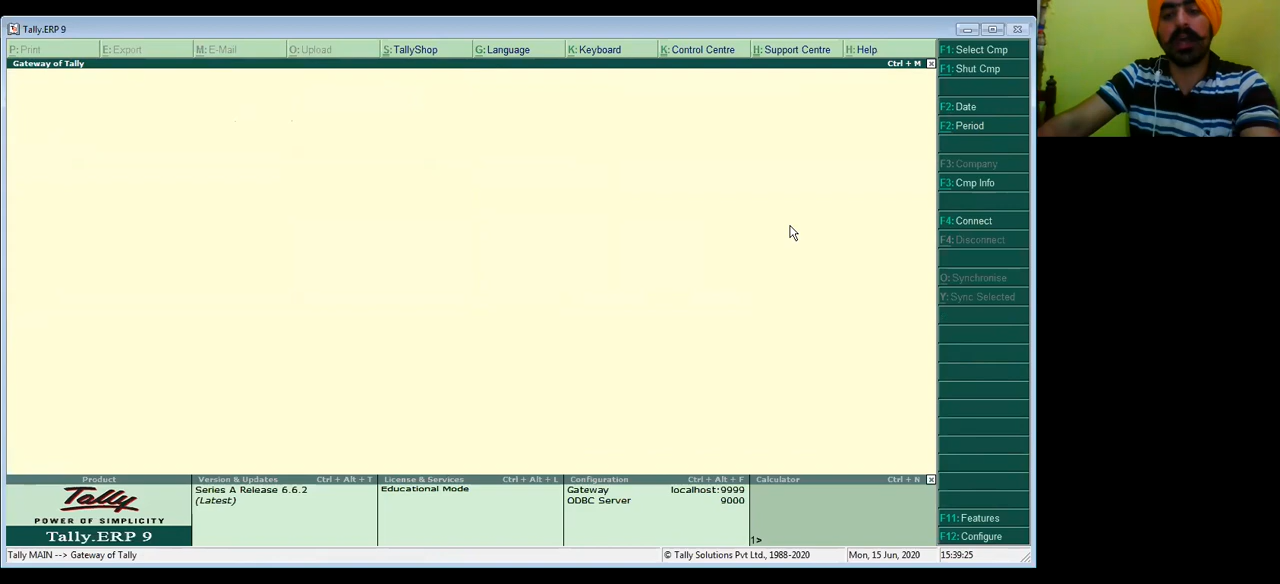 Tally.ERP 9
P: Print
E: Export
M: E-Mail
O: Upload
S: TallyShop
G: Language
K: Keyboard
K: Control Centre
H: Support Centre
H: Help
Gateway of Tally
Ctrl + M
F1: Select Cmp
F1: Shut Cmp
F2: Date
F2: Period
F3: Company
F3: Cmp Info
F4: Connect
F4: Disconnect
O: Synchronise
Y: Sync Selected
F11: Features
F12: Configure
Product
Tally
POWER OF SIMPLICITY
Tally.ERP 9
Version & Updates Ctrl + Alt + T
Series A Release 6.6.2
(Latest)
License & Services Ctrl + Alt + L
Educational Mode
Configuration Ctrl + Alt + F
Gateway localhost:9999
ODBC Server 9000
Calculator Ctrl + N
1>
Tally MAIN --> Gateway of Tally
© Tally Solutions Pvt Ltd., 1988-2020
Mon, 15 Jun, 2020
15:39:25